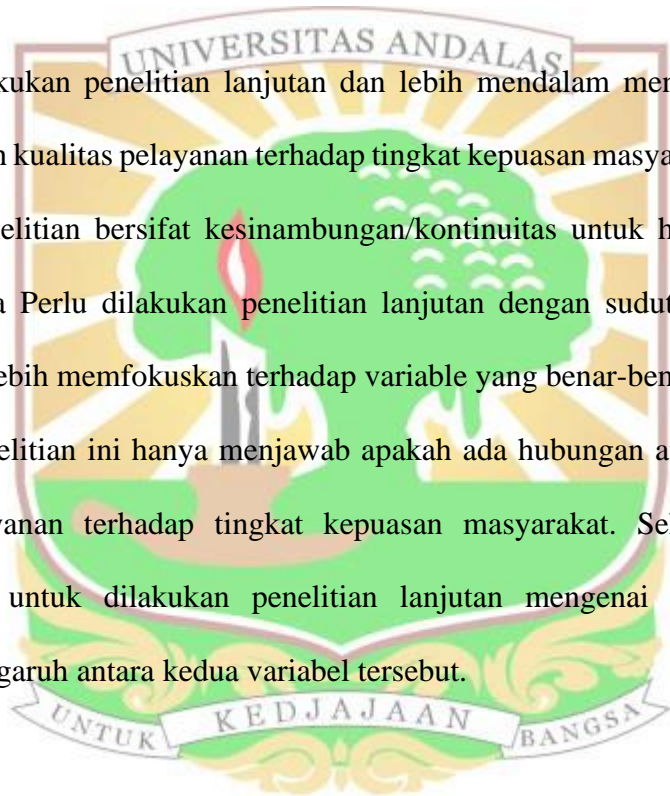 UNIVERSITAS ANDALAS
kukan penelitian lanjutan dan lebih mendalam men
n kualitas pelayanan terhadap tingkat kepuasan masya
elitian bersifat kesinambungan/kontinuitas untuk h
a Perlu dilakukan penelitian lanjutan dengan sudut
ebih memfokuskan terhadap variable yang benar-ben
elitian ini hanya menjawab apakah ada hubungan a
yanan terhadap tingkat kepuasan masyarakat. Se
untuk dilakukan penelitian lanjutan mengenai
garuh antara kedua variabel tersebut.
UNTUK KEDJAJAAN BANGSA